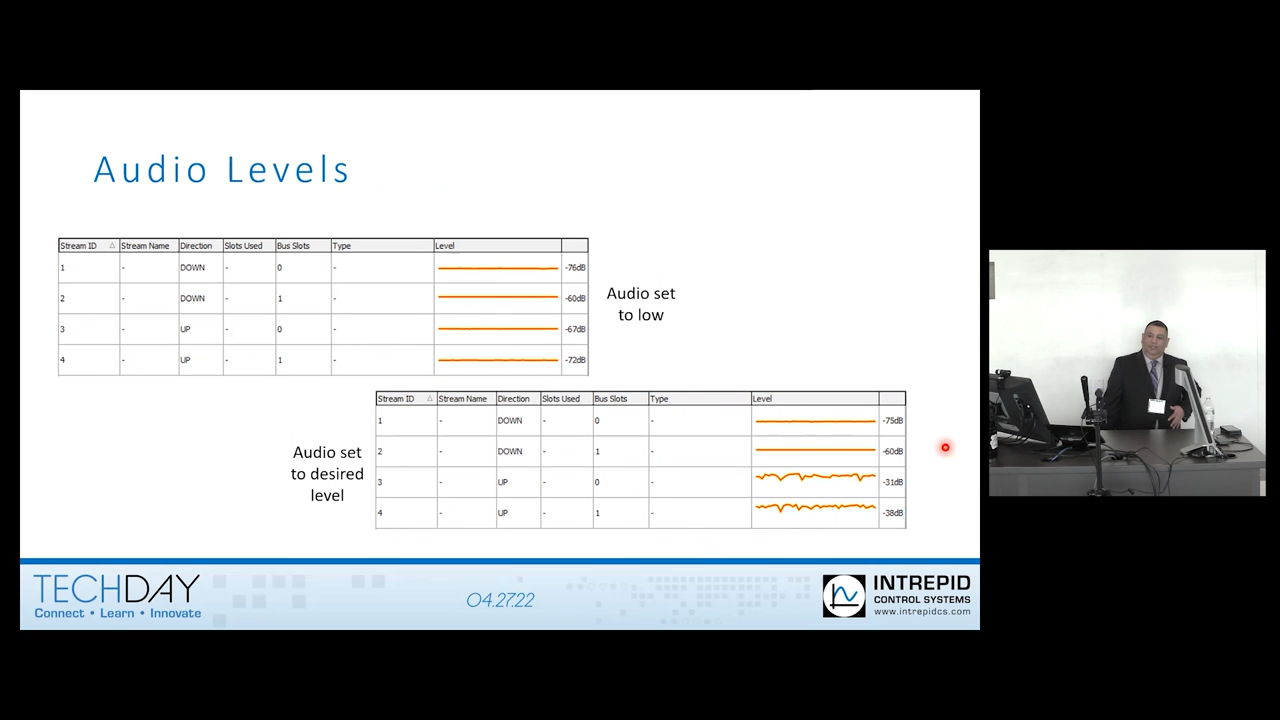 Audio Levels
Stream ID △ Stream Name Direction Slots Used Bus Slots Type Level
1 - DOWN - 0 - -76dB
2 - DOWN - 1 - -60dB
3 - UP - 0 - -67dB
4 - UP - 1 - -72dB
Audio set
to low
Stream ID △ Stream Name Direction Slots Used Bus Slots Type Level
1 - DOWN - 0 - -75dB
2 - DOWN - 1 - -60dB
3 - UP - 0 - -31dB
4 - UP - 1 - -38dB
Audio set
to desired
level
TECHDAY
Connect • Learn • Innovate
04.27.22
INTREPID
CONTROL SYSTEMS
www.intrepidcs.com